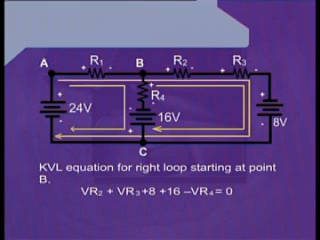 A R₁ B R₂ R₃
+ - + - + -
+ + +
R₄
24V - 16V 8V
- - + -
C
KVL equation for right loop starting at point
B.
VR₂ + VR₃+8 +16 –VR₄= 0